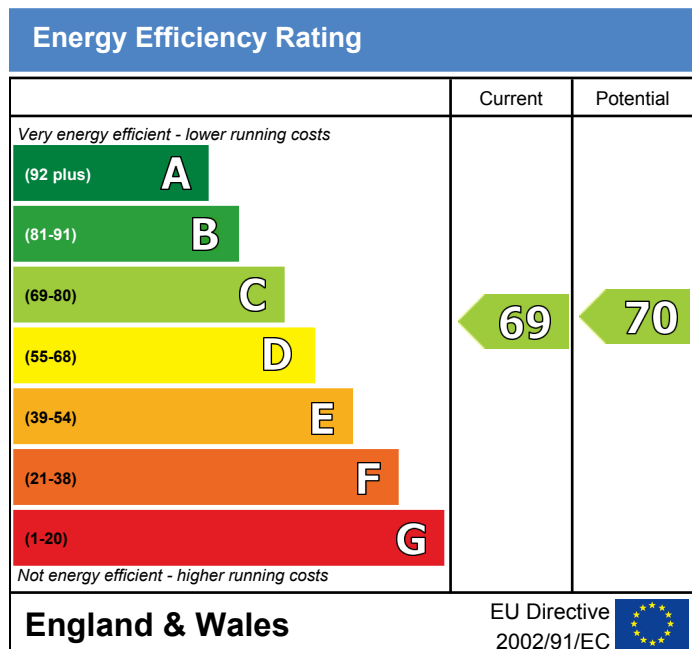 Energy Efficiency Rating
Current Potential
Very energy efficient - lower running costs
(92 plus) A
(81-91) B
(69-80) C
69 70
(55-68) D
(39-54) E
(21-38) F
(1-20) G
Not energy efficient - higher running costs
England & Wales
EU Directive
2002/91/EC